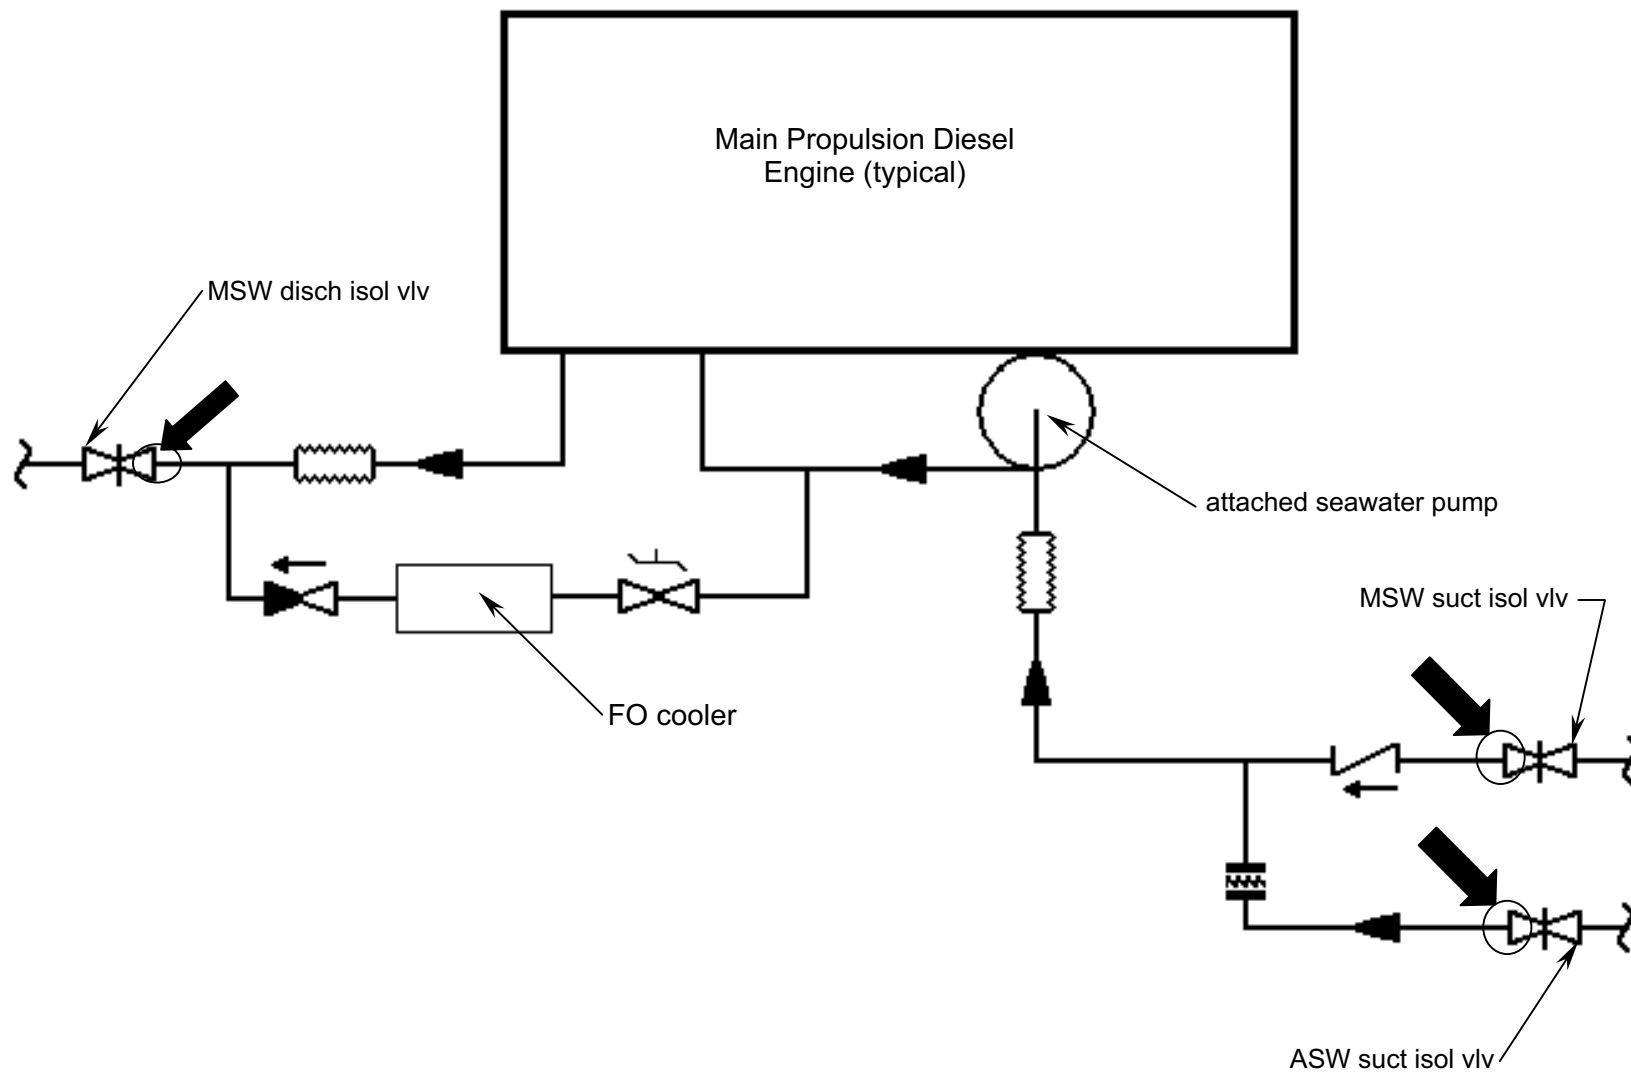 Main Propulsion Diesel
Engine (typical)
MSW disch isol vlv
attached seawater pump
MSW suct isol vlv
FO cooler
ASW suct isol vlv